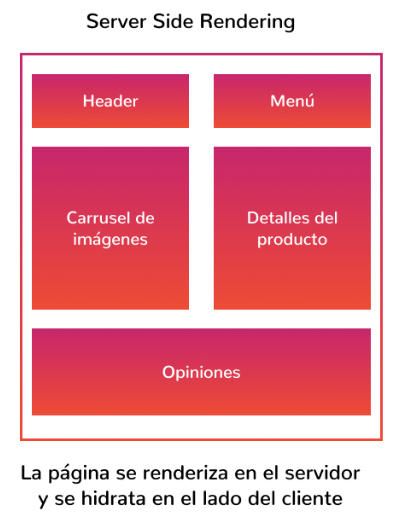 Server Side Rendering
Header
Menú
Carrusel de
imágenes
Detalles del
producto
Opiniones
La página se renderiza en el servidor
y se hidrata en el lado del cliente